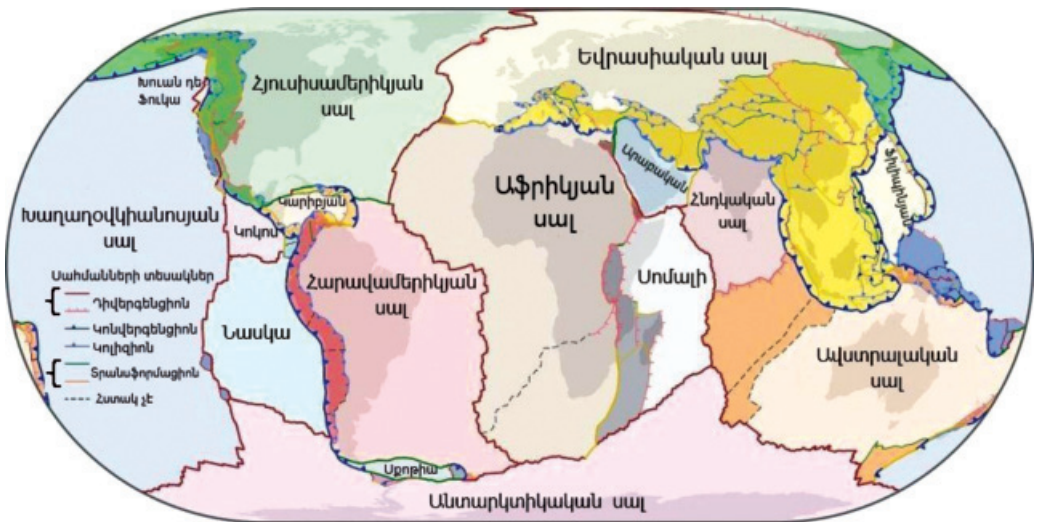 Եվրասիական սալ
Խուան դե
Ֆուկա
Հյուսիսամերիկյան
սալ
Արաբական
Ֆիլիպինյան
Աֆրիկյան
սալ
Հնդկական
սալ
Կարիբյան
Խաղաղօվկիանոսյան
սալ
Կոկոս
Սահմանների տեսակներ
Դիվերգենցիոն
Կոնվերգենցիոն
Կոլիզիոն
Տրանսֆորմացիոն
Հստակ չէ
Հարավամերիկյան
սալ
Սոմալի
Նասկա
Ավստրալական
սալ
Սքոթիա
Անտարկտիկական սալ